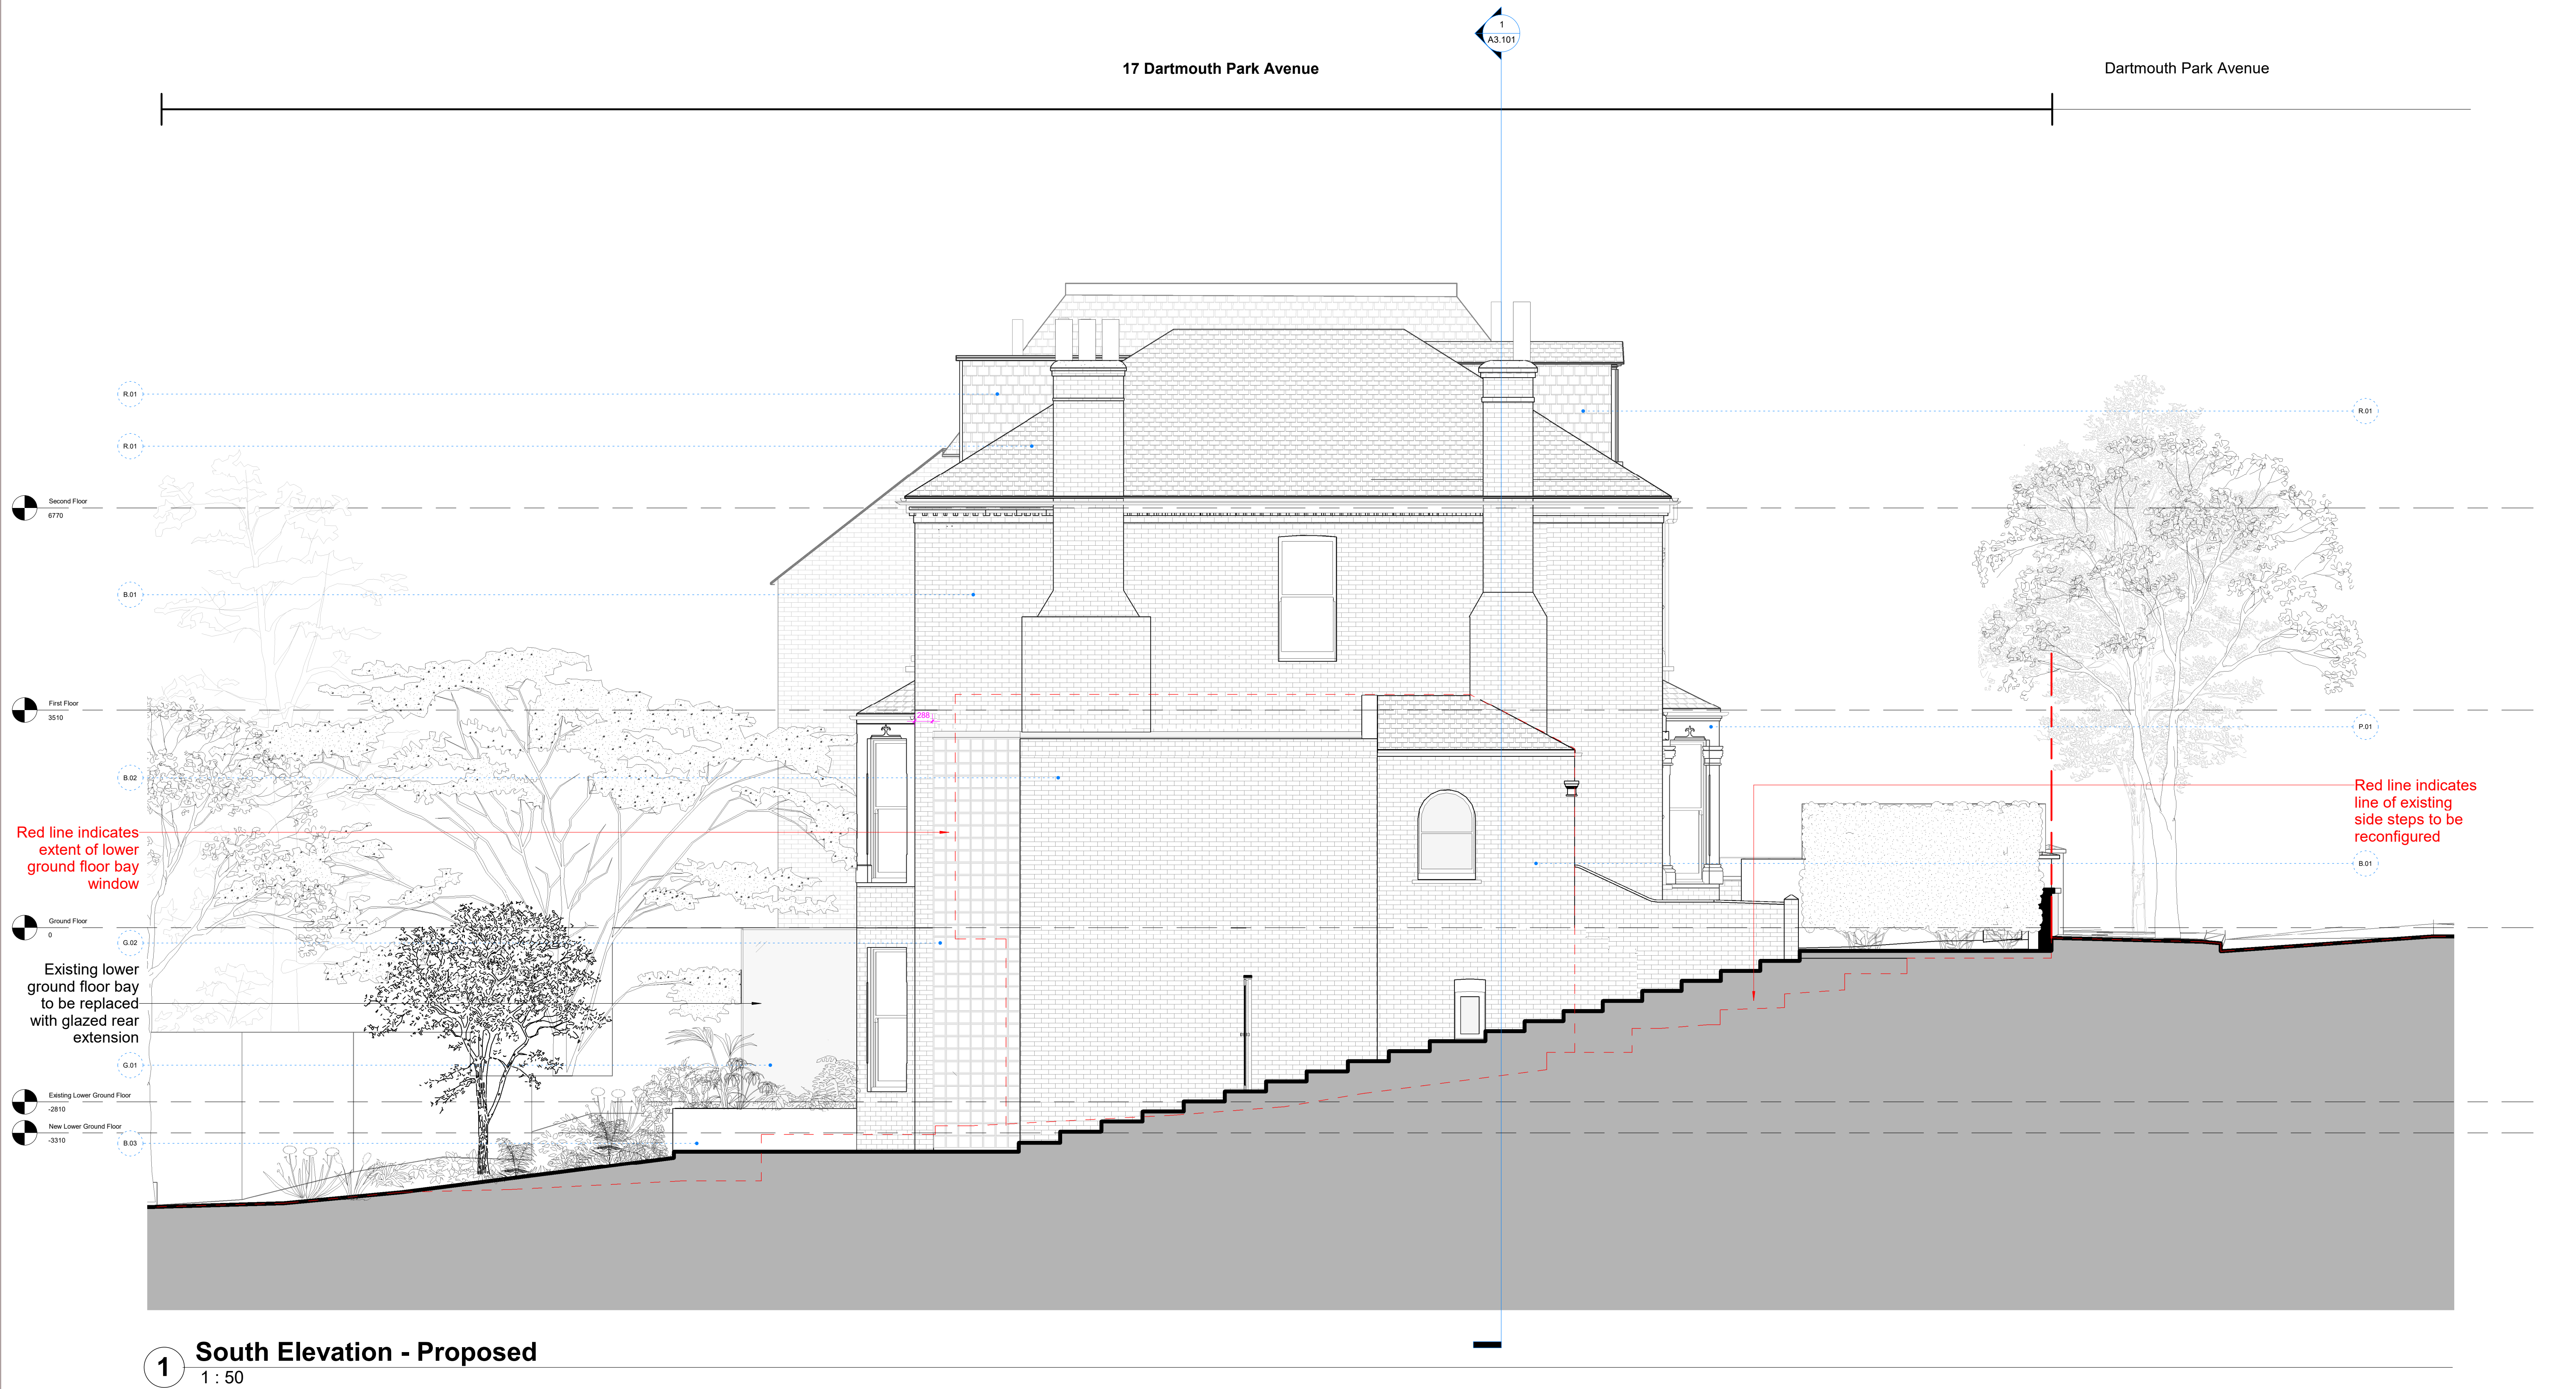 1
A3.101
17 Dartmouth Park Avenue
Dartmouth Park Avenue
R.01
R.01
R.01
Second Floor
6770
B.01
First Floor
3510
288
P.01
B.02
Red line indicates
extent of lower
ground floor bay
window
Red line indicates
line of existing
side steps to be
reconfigured
B.01
Ground Floor
0
G.02
Existing lower
ground floor bay
to be replaced
with glazed rear
extension
G.01
Existing Lower Ground Floor
-2810
New Lower Ground Floor
-3310
B.03
1
South Elevation - Proposed
1 : 50